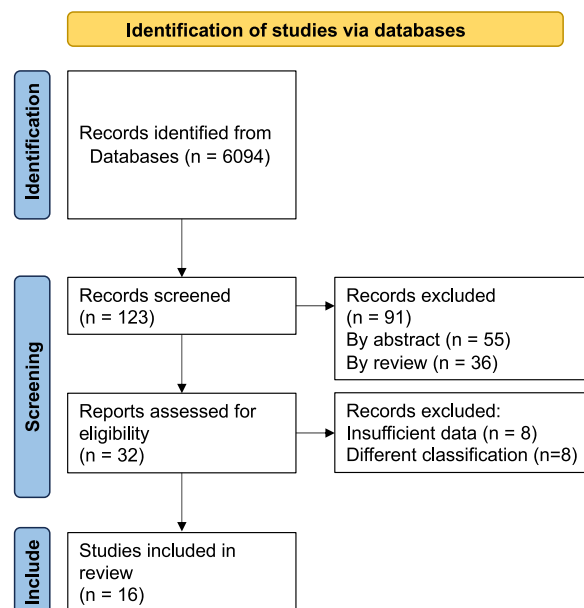 Identification of studies via databases
Identification
Records identified from
Databases (n = 6094)
Screening
Records screened
(n = 123)
Records excluded
(n = 91)
By abstract (n = 55)
By review (n = 36)
Reports assessed for
eligibility
(n = 32)
Records excluded:
Insufficient data (n = 8)
Different classification (n=8)
Include
Studies included in
review
(n = 16)